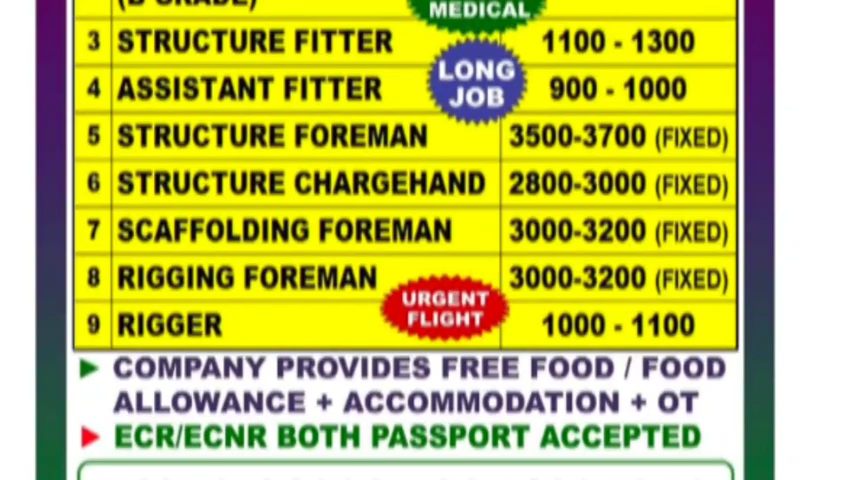 (B GRADE)
MEDICAL
3 STRUCTURE FITTER 1100 - 1300
LONG
JOB
4 ASSISTANT FITTER 900 - 1000
5 STRUCTURE FOREMAN 3500-3700 (FIXED)
6 STRUCTURE CHARGEHAND 2800-3000 (FIXED)
7 SCAFFOLDING FOREMAN 3000-3200 (FIXED)
8 RIGGING FOREMAN 3000-3200 (FIXED)
URGENT
FLIGHT
9 RIGGER 1000 - 1100
► COMPANY PROVIDES FREE FOOD / FOOD
ALLOWANCE + ACCOMMODATION + OT
► ECR/ECNR BOTH PASSPORT ACCEPTED